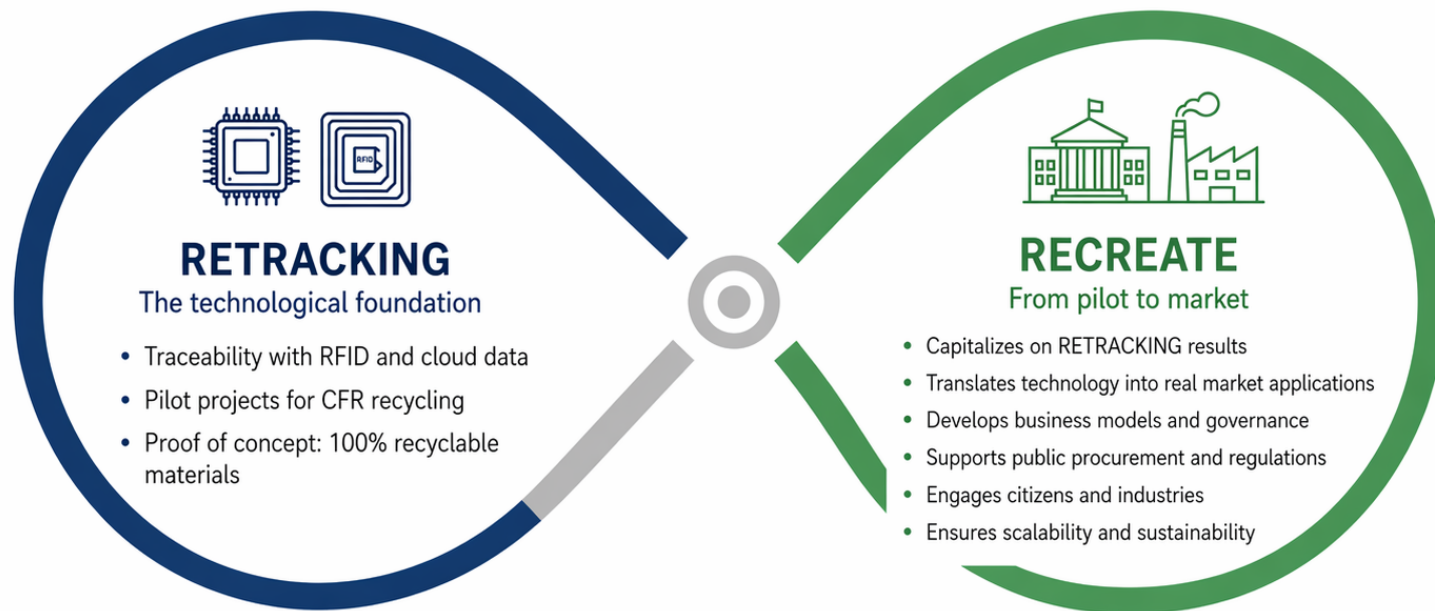 RFID
RETRACKING
The technological foundation
• Traceability with RFID and cloud data
• Pilot projects for CFR recycling
• Proof of concept: 100% recyclable
materials
RECREATE
From pilot to market
• Capitalizes on RETRACKING results
• Translates technology into real market applications
• Develops business models and governance
• Supports public procurement and regulations
• Engages citizens and industries
• Ensures scalability and sustainability